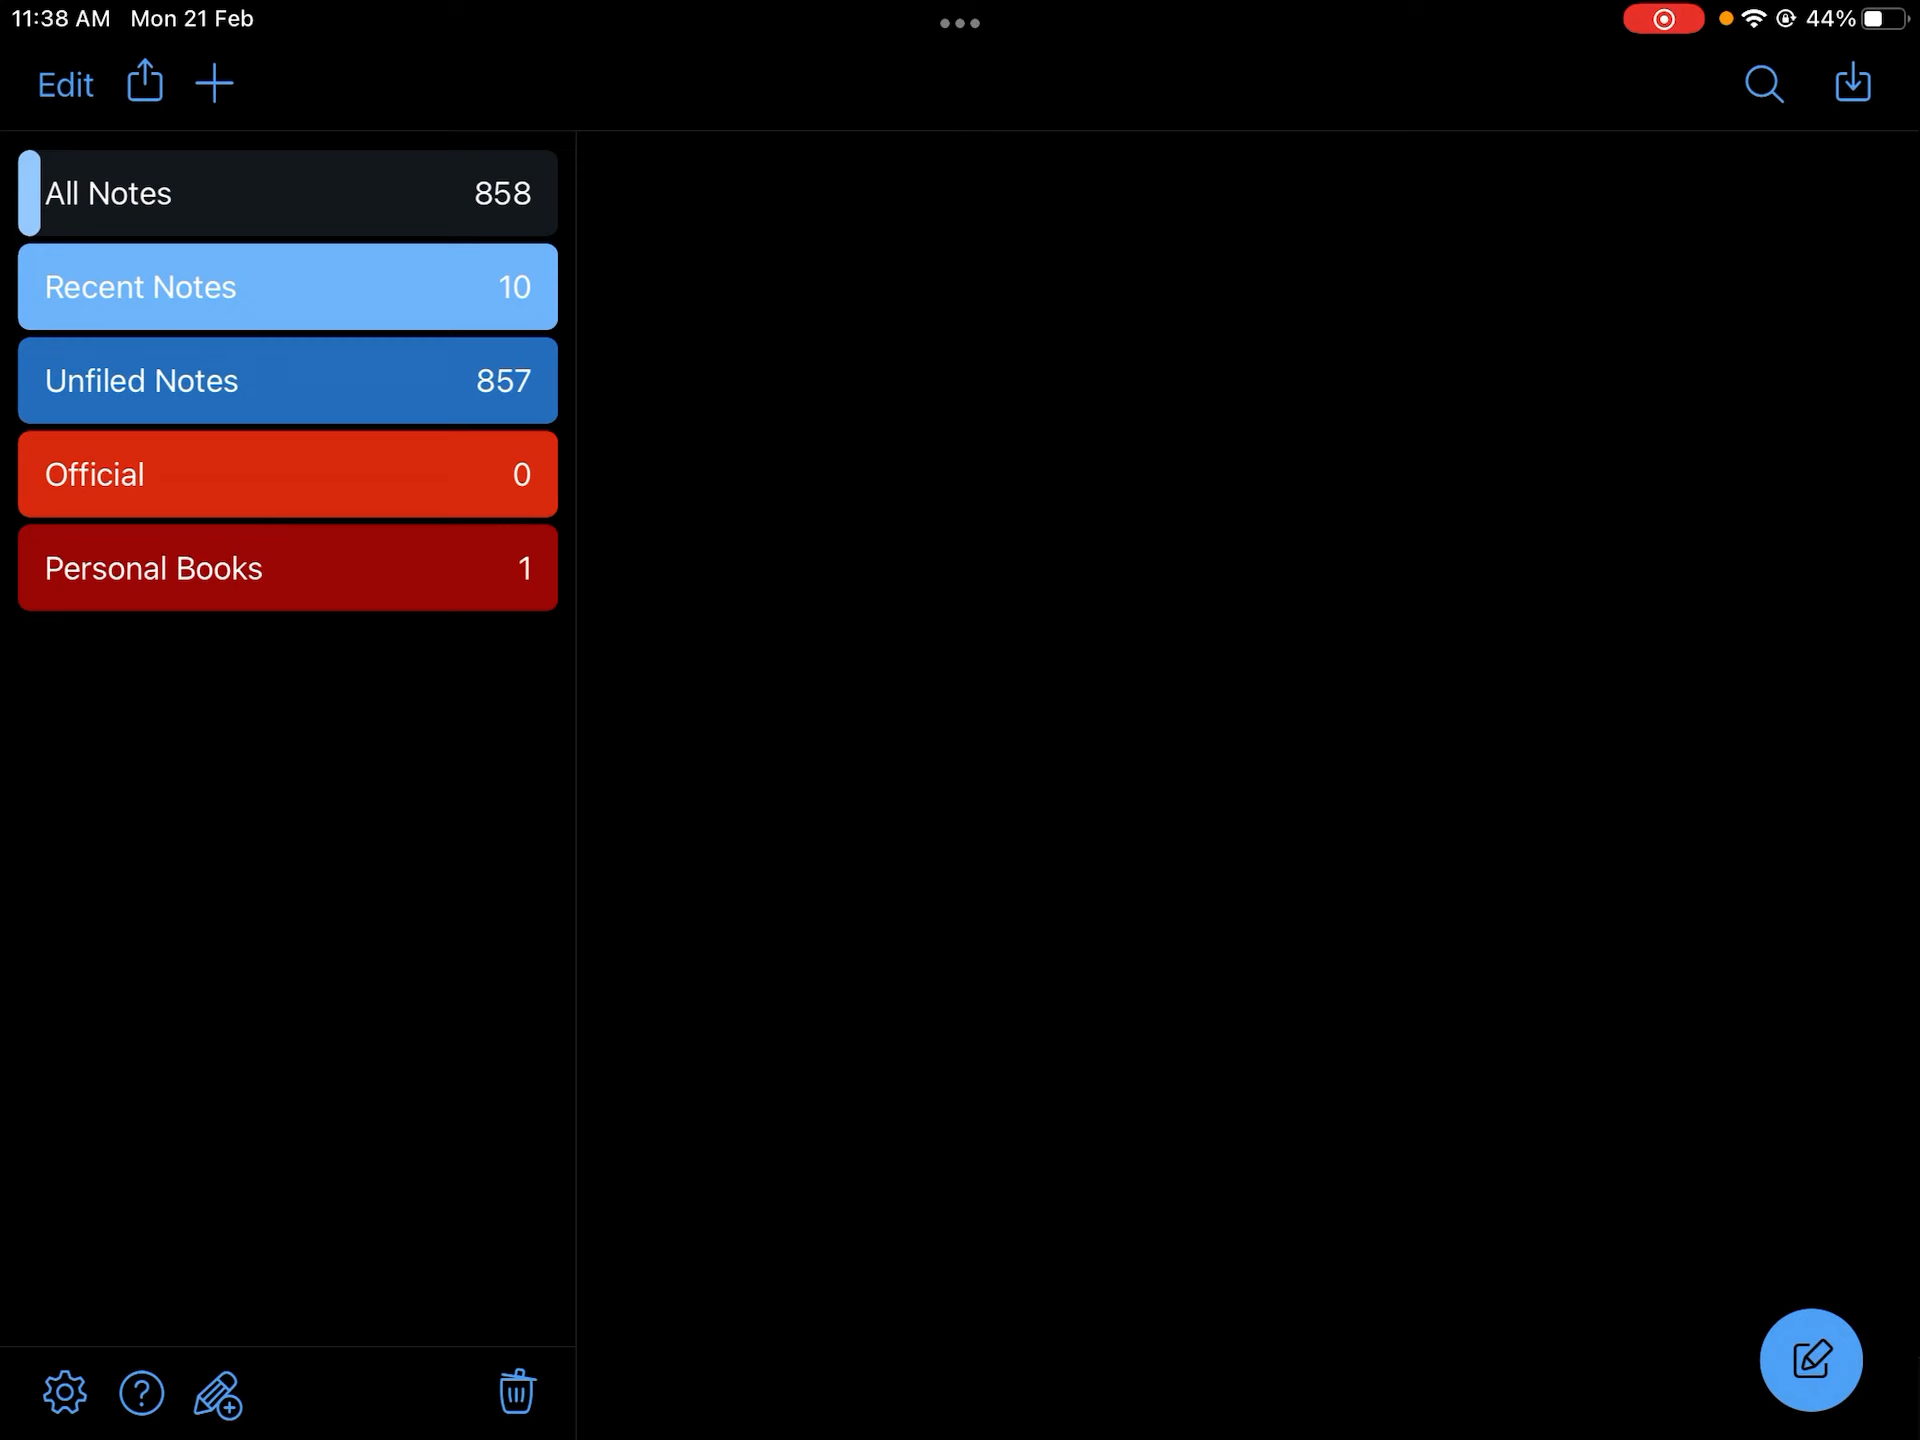 11:38 AM Mon 21 Feb 44%
Edit
All Notes 858
Recent Notes 10
Unfiled Notes 857
Official 0
Personal Books 1